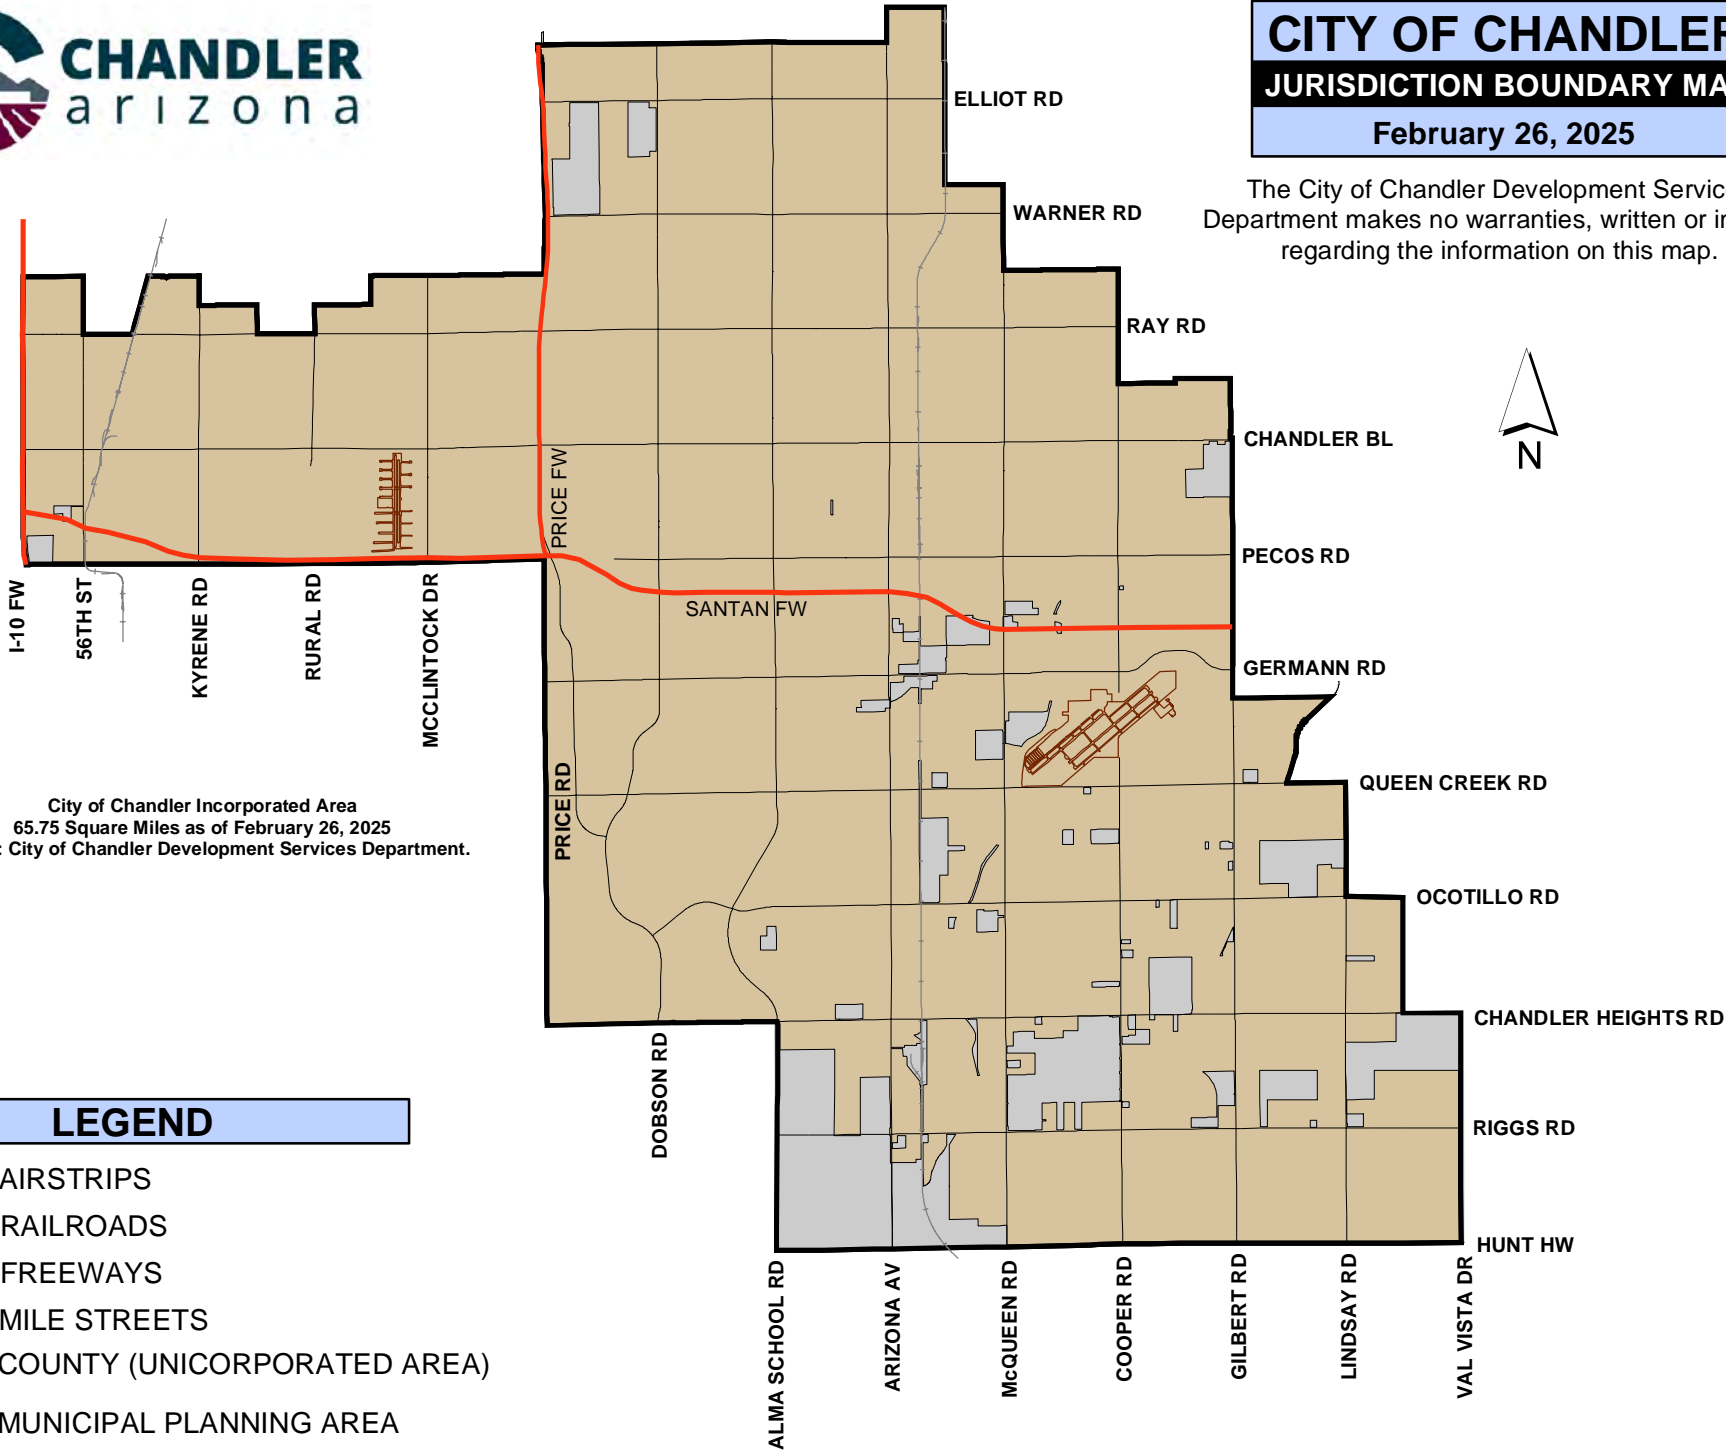 CHANDLER
arizona
CITY OF CHANDLER
JURISDICTION BOUNDARY MA
February 26, 2025
The City of Chandler Development Servic
Department makes no warranties, written or i
regarding the information on this map.
N
ELLIOT RD
WARNER RD
RAY RD
CHANDLER BL
PECOS RD
GERMANN RD
QUEEN CREEK RD
OCOTILLO RD
CHANDLER HEIGHTS RD
RIGGS RD
HUNT HW
PRICE FW
SANTAN FW
I-10 FW
56TH ST
KYRENE RD
RURAL RD
MCCLINTOCK DR
PRICE RD
DOBSON RD
ALMA SCHOOL RD
ARIZONA AV
McQUEEN RD
COOPER RD
GILBERT RD
LINDSAY RD
VAL VISTA DR
City of Chandler Incorporated Area
65.75 Square Miles as of February 26, 2025
: City of Chandler Development Services Department.
LEGEND
AIRSTRIPS
RAILROADS
FREEWAYS
MILE STREETS
COUNTY (UNICORPORATED AREA)
MUNICIPAL PLANNING AREA